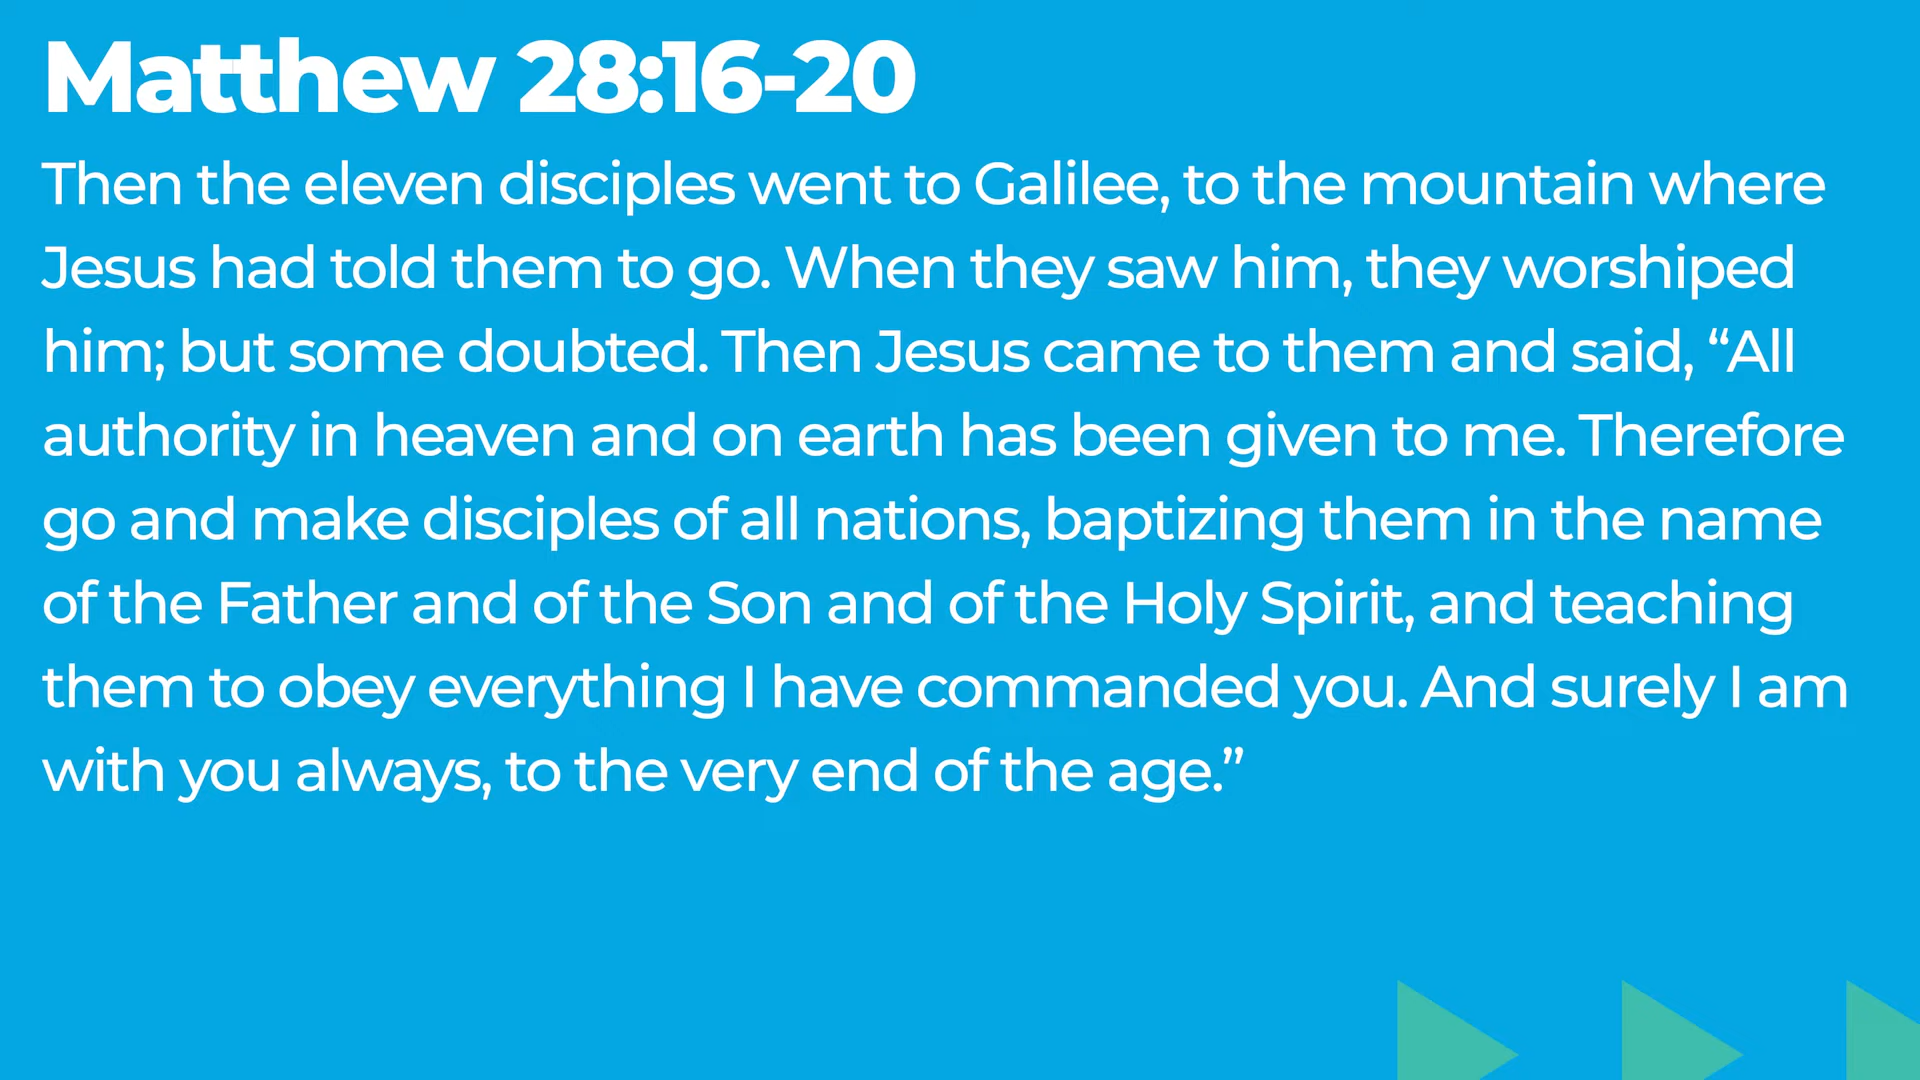 Matthew 28:16-20
Then the eleven disciples went to Galilee, to the mountain where
Jesus had told them to go. When they saw him, they worshiped
him; but some doubted. Then Jesus came to them and said, “All
authority in heaven and on earth has been given to me. Therefore
go and make disciples of all nations, baptizing them in the name
of the Father and of the Son and of the Holy Spirit, and teaching
them to obey everything I have commanded you. And surely I am
with you always, to the very end of the age.”